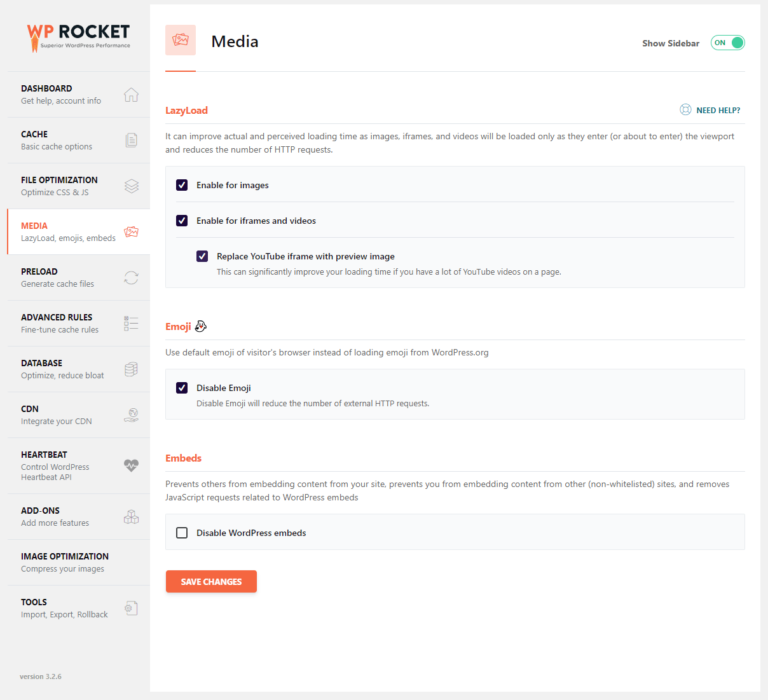 WP ROCKET
Superior WordPress Performance
DASHBOARD
Get help, account info
CACHE
Basic cache options
FILE OPTIMIZATION
Optimize CSS & JS
MEDIA
LazyLoad, emojis, embeds
PRELOAD
Generate cache files
ADVANCED RULES
Fine-tune cache rules
DATABASE
Optimize, reduce bloat
CDN
Integrate your CDN
HEARTBEAT
Control WordPress
Heartbeat API
ADD-ONS
Add more features
IMAGE OPTIMIZATION
Compress your images
TOOLS
Import, Export, Rollback
version 3.2.6
Media
Show Sidebar
ON
LazyLoad
NEED HELP?
It can improve actual and perceived loading time as images, iframes, and videos will be loaded only as they enter (or about to enter) the viewport
and reduces the number of HTTP requests.
Enable for images
Enable for iframes and videos
Replace YouTube iframe with preview image
This can significantly improve your loading time if you have a lot of YouTube videos on a page.
Emoji
Use default emoji of visitor's browser instead of loading emoji from WordPress.org
Disable Emoji
Disable Emoji will reduce the number of external HTTP requests.
Embeds
Prevents others from embedding content from your site, prevents you from embedding content from other (non-whitelisted) sites, and removes
JavaScript requests related to WordPress embeds
Disable WordPress embeds
SAVE CHANGES